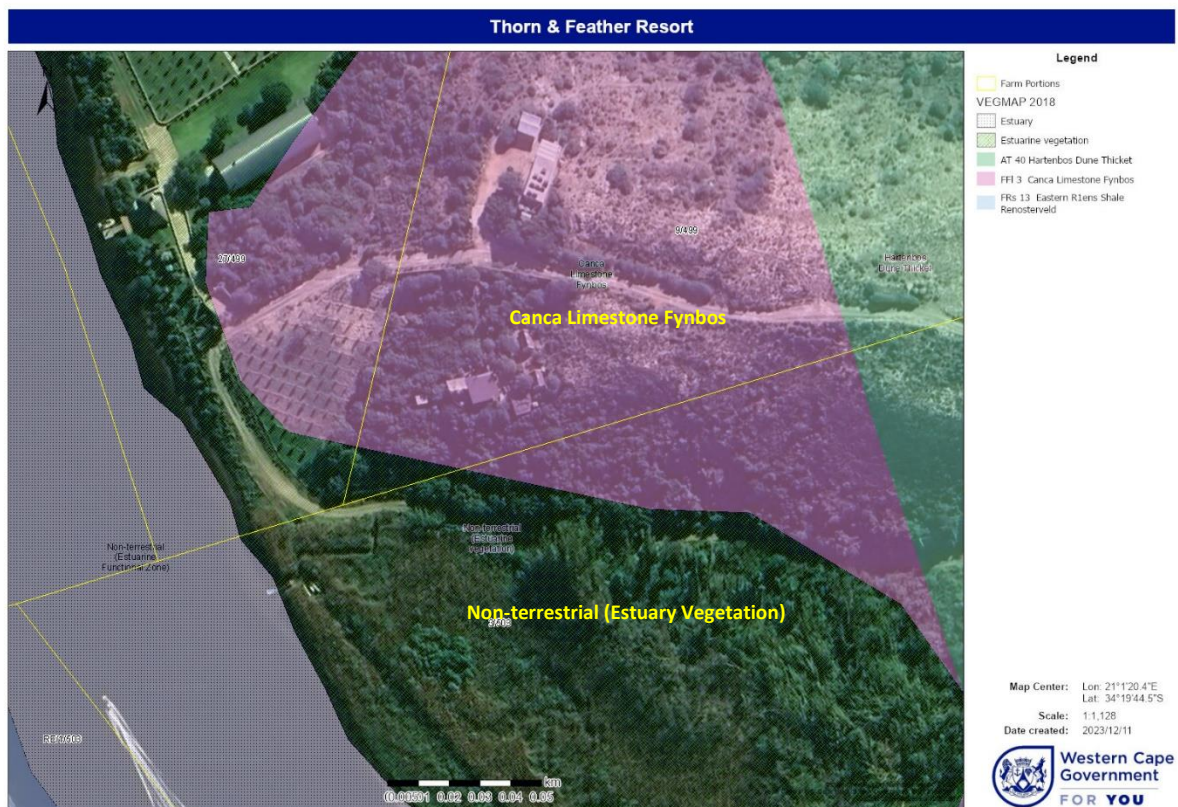 Thorn & Feather Resort
Legend
Farm Portions
VEGMAP 2018
Estuary
Estuarine vegetation
AT 40 Hartenbos Dune Thicket
FFl 3 Canca Limestone Fynbos
FRs 13 Eastern R1ens Shale
Renosterveld
27/499
9/499
Canca
Limestone
Fynbos
Hartenbos
Dune Thicket
Canca Limestone Fynbos
Non-terrestrial
(Estuarine
vegetation)
Non-terrestrial
(Estuarine
Functional Zone)
Non-terrestrial (Estuary Vegetation)
km
0.02 0.03 0.04 0.05
Map Center: Lon: 21°1'20.4"E
Lat: 34°19'44.5"S
Scale: 1:1,128
Date created: 2023/12/11
Western Cape
Government
FOR YOU